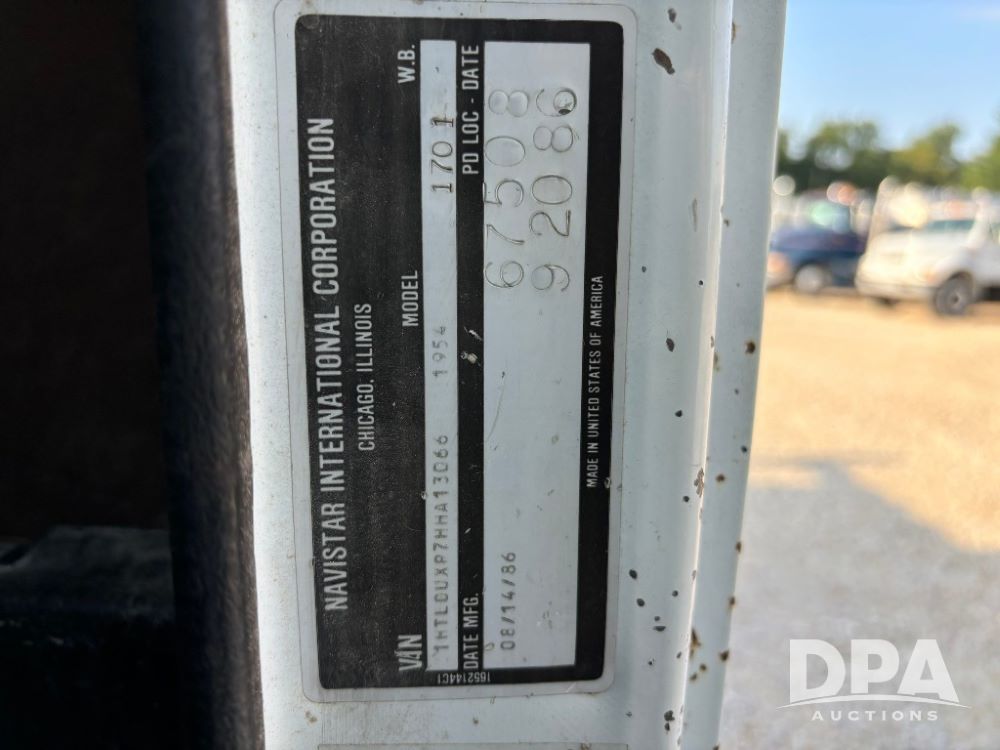 NAVISTAR INTERNATIONAL CORPORATION
CHICAGO, ILLINOIS
VIN MODEL W.B.
1HTLDUXP7HHA13066 1954 1701
DATE MFG. PD LOC - DATE
08/14/86 67508
92086
MADE IN UNITED STATES OF AMERICA
1652144C1
DPA
AUCTIONS